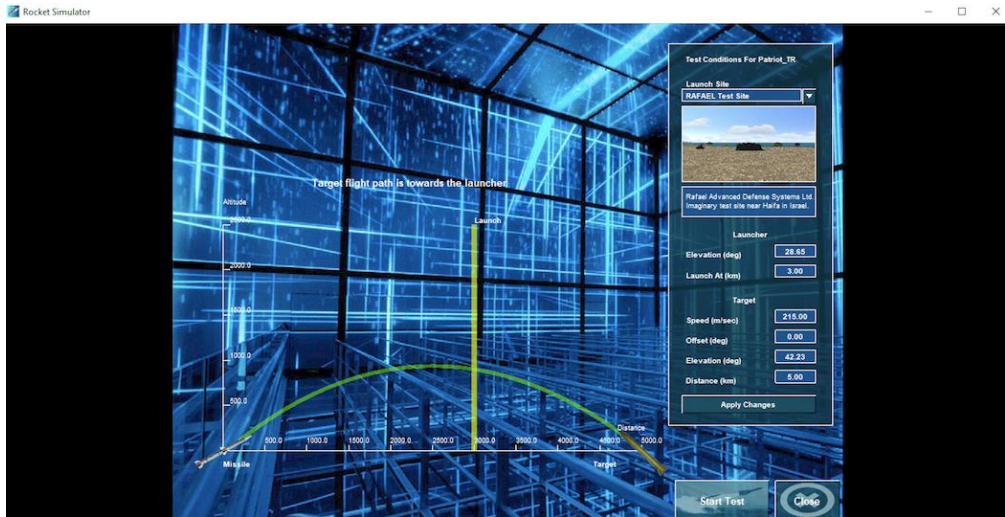 Rocket Simulator
Test Conditions For Patriot_TR
Launch Site
RAFAEL Test Site
Rafael Advanced Defense Systems Ltd.
Imaginary test site near Haifa in Israel.
Launcher
Elevation (deg) 28.65
Launch At (km) 3.00
Target
Speed (m/sec) 215.00
Offset (deg) 0.00
Elevation (deg) 42.23
Distance (km) 5.00
Apply Changes
Start Test
Close
Target flight path is towards the launcher
Altitude
Launch
2500.0
2000.0
1500.0
1000.0
500.0
Distance
500.0 1000.0 1500.0 2000.0 2500.0 3000.0 3500.0 4000.0 4500.0 5000.0
Missile
Target